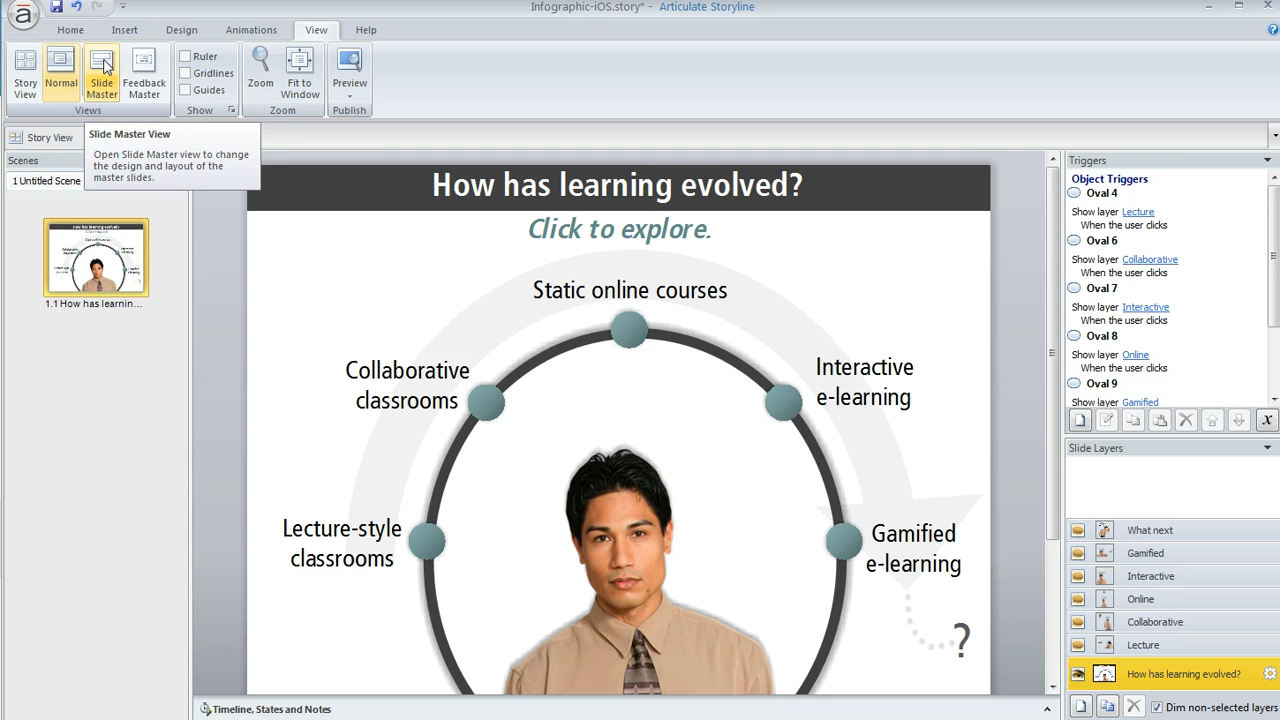 Infographic-iOS.story* - Articulate Storyline
Home Insert Design Animations View Help
Story View
Normal
Slide Master
Feedback Master
Views
Ruler
Gridlines
Guides
Show
Zoom
Fit to Window
Zoom
Preview
Publish
Story View
Slide Master View
Open Slide Master view to change
the design and layout of the
master slides.
Scenes
1 Untitled Scene
How has learning evolved?
1.1 How has learnin...
How has learning evolved?
Click to explore.
Static online courses
Collaborative
classrooms
Interactive
e-learning
Lecture-style
classrooms
Gamified
e-learning
?
Timeline, States and Notes
Triggers
Object Triggers
Oval 4
Show layer Lecture
When the user clicks
Oval 6
Show layer Collaborative
When the user clicks
Oval 7
Show layer Interactive
When the user clicks
Oval 8
Show layer Online
When the user clicks
Oval 9
Show layer Gamified
x
Slide Layers
What next
Gamified
Interactive
Online
Collaborative
Lecture
How has learning evolved?
Dim non-selected layers